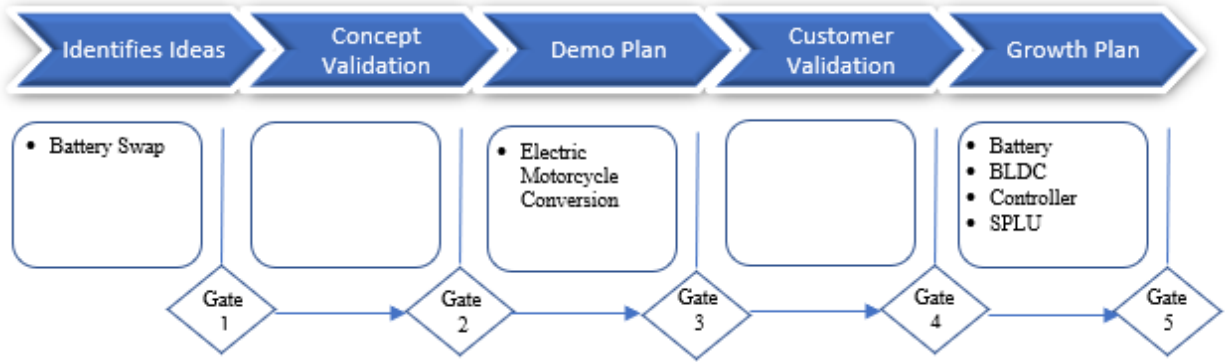 Identifies Ideas
Concept
Validation
Demo Plan
Customer
Validation
Growth Plan
• Battery Swap
• Electric
Motorcycle
Conversion
• Battery
• BLDC
• Controller
• SPLU
Gate
1
Gate
2
Gate
3
Gate
4
Gate
5